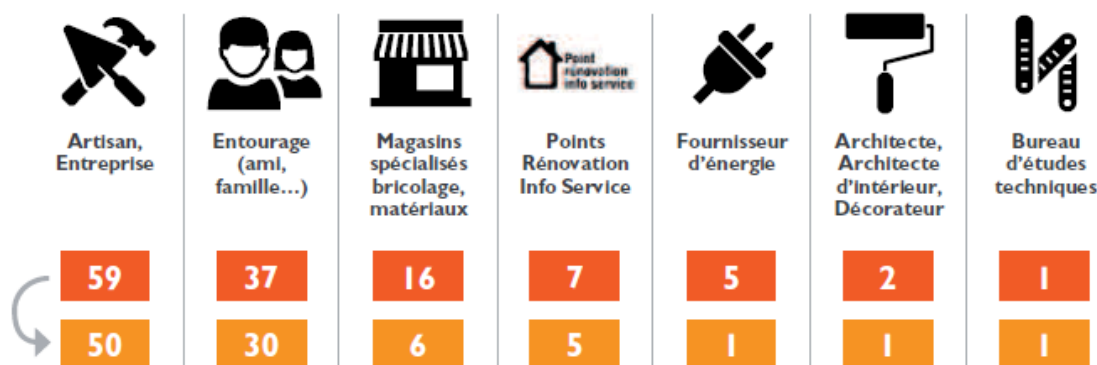 Point
rénovation
info service
Artisan,
Entreprise
Entourage
(ami,
famille...)
Magasins
spécialisés
bricolage,
matériaux
Points
Rénovation
Info Service
Fournisseur
d'énergie
Architecte,
Architecte
d'intérieur,
Décorateur
Bureau
d'études
techniques
59 37 16 7 5 2 1
50 30 6 5 1 1 1